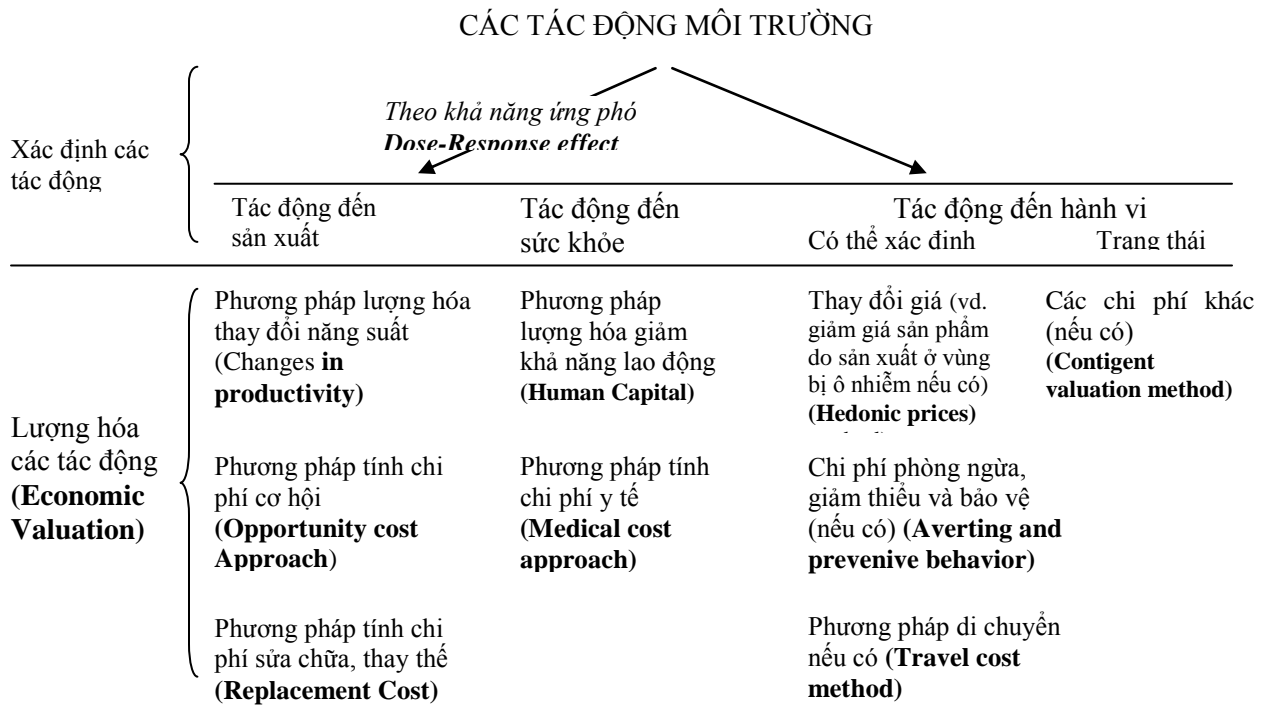 CÁC TÁC ĐỘNG MÔI TRƯỜNG
Theo khả năng ứng phó
Dose-Response effect
Xác định các
tác động
Tác động đến
sản xuất
Tác động đến
sức khỏe
Tác động đến hành vi
Có thể xác định
Trạng thái
Lượng hóa
các tác động
(Economic
Valuation)
Phương pháp lượng hóa
thay đổi năng suất
(Changes in
productivity)
Phương pháp
lượng hóa giảm
khả năng lao động
(Human Capital)
Thay đổi giá (vd.
giảm giá sản phẩm
do sản xuất ở vùng
bị ô nhiễm nếu có)
(Hedonic prices)
Các chi phí khác
(nếu có)
(Contigent
valuation method)
Phương pháp tính chi
phí cơ hội
(Opportunity cost
Approach)
Phương pháp tính
chi phí y tế
(Medical cost
approach)
Chi phí phòng ngừa,
giảm thiểu và bảo vệ
(nếu có) (Averting and
prevenive behavior)
Phương pháp tính chi
phí sửa chữa, thay thế
(Replacement Cost)
Phương pháp di chuyển
nếu có (Travel cost
method)